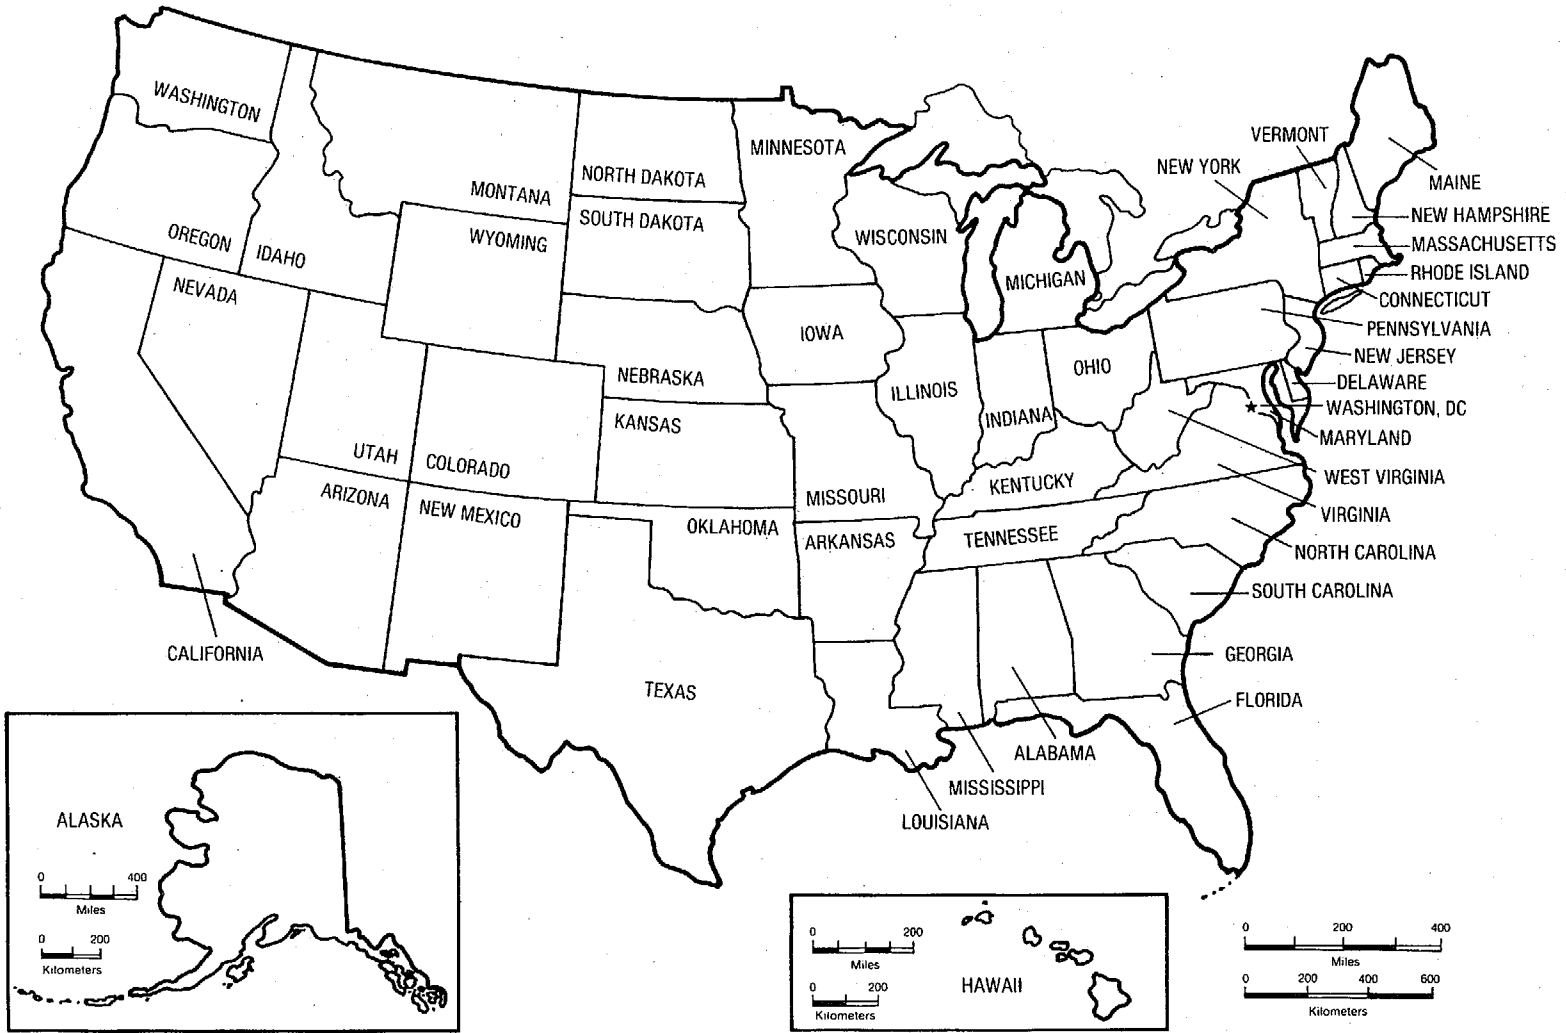 WASHINGTON
MONTANA
NORTH DAKOTA
MINNESOTA
VERMONT
NEW YORK
MAINE
OREGON
IDAHO
WYOMING
SOUTH DAKOTA
WISCONSIN
MICHIGAN
NEW HAMPSHIRE
MASSACHUSETTS
RHODE ISLAND
CONNECTICUT
NEVADA
IOWA
PENNSYLVANIA
NEW JERSEY
NEBRASKA
ILLINOIS
INDIANA
OHIO
DELAWARE
WASHINGTON, DC
MARYLAND
UTAH
COLORADO
KANSAS
MISSOURI
KENTUCKY
WEST VIRGINIA
VIRGINIA
ARIZONA
NEW MEXICO
OKLAHOMA
ARKANSAS
TENNESSEE
NORTH CAROLINA
SOUTH CAROLINA
CALIFORNIA
TEXAS
GEORGIA
FLORIDA
ALABAMA
MISSISSIPPI
LOUISIANA
ALASKA
0 400
Miles
0 200
Kilometers
0 200
Miles
0 200
Kilometers
HAWAII
0 200 400
Miles
0 200 400 600
Kilometers